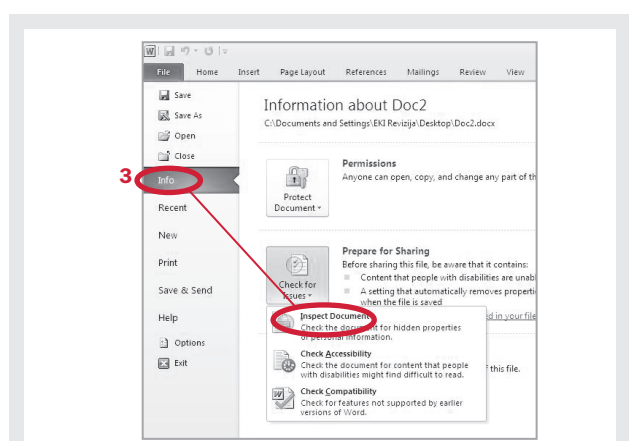 File Home Insert Page Layout References Mailings Review View
Save
Save As
Open
Close
3
Info
Recent
New
Print
Save & Send
Help
Options
Exit
Information about Doc2
C:\Documents and Settings\EKI Revizija\Desktop\Doc2.docx
Protect
Document
Permissions
Anyone can open, copy, and change any part of th
Check for
Issues
Prepare for Sharing
Before sharing this file, be aware that it contains:
Content that people with disabilities are unabl
A setting that automatically removes properti
when the file is saved
d in your file
Inspect Document
Check the document for hidden properties
or personal information.
Check Accessibility
Check the document for content that people
with disabilities might find difficult to read.
Check Compatibility
Check for features not supported by earlier
versions of Word.
this file.